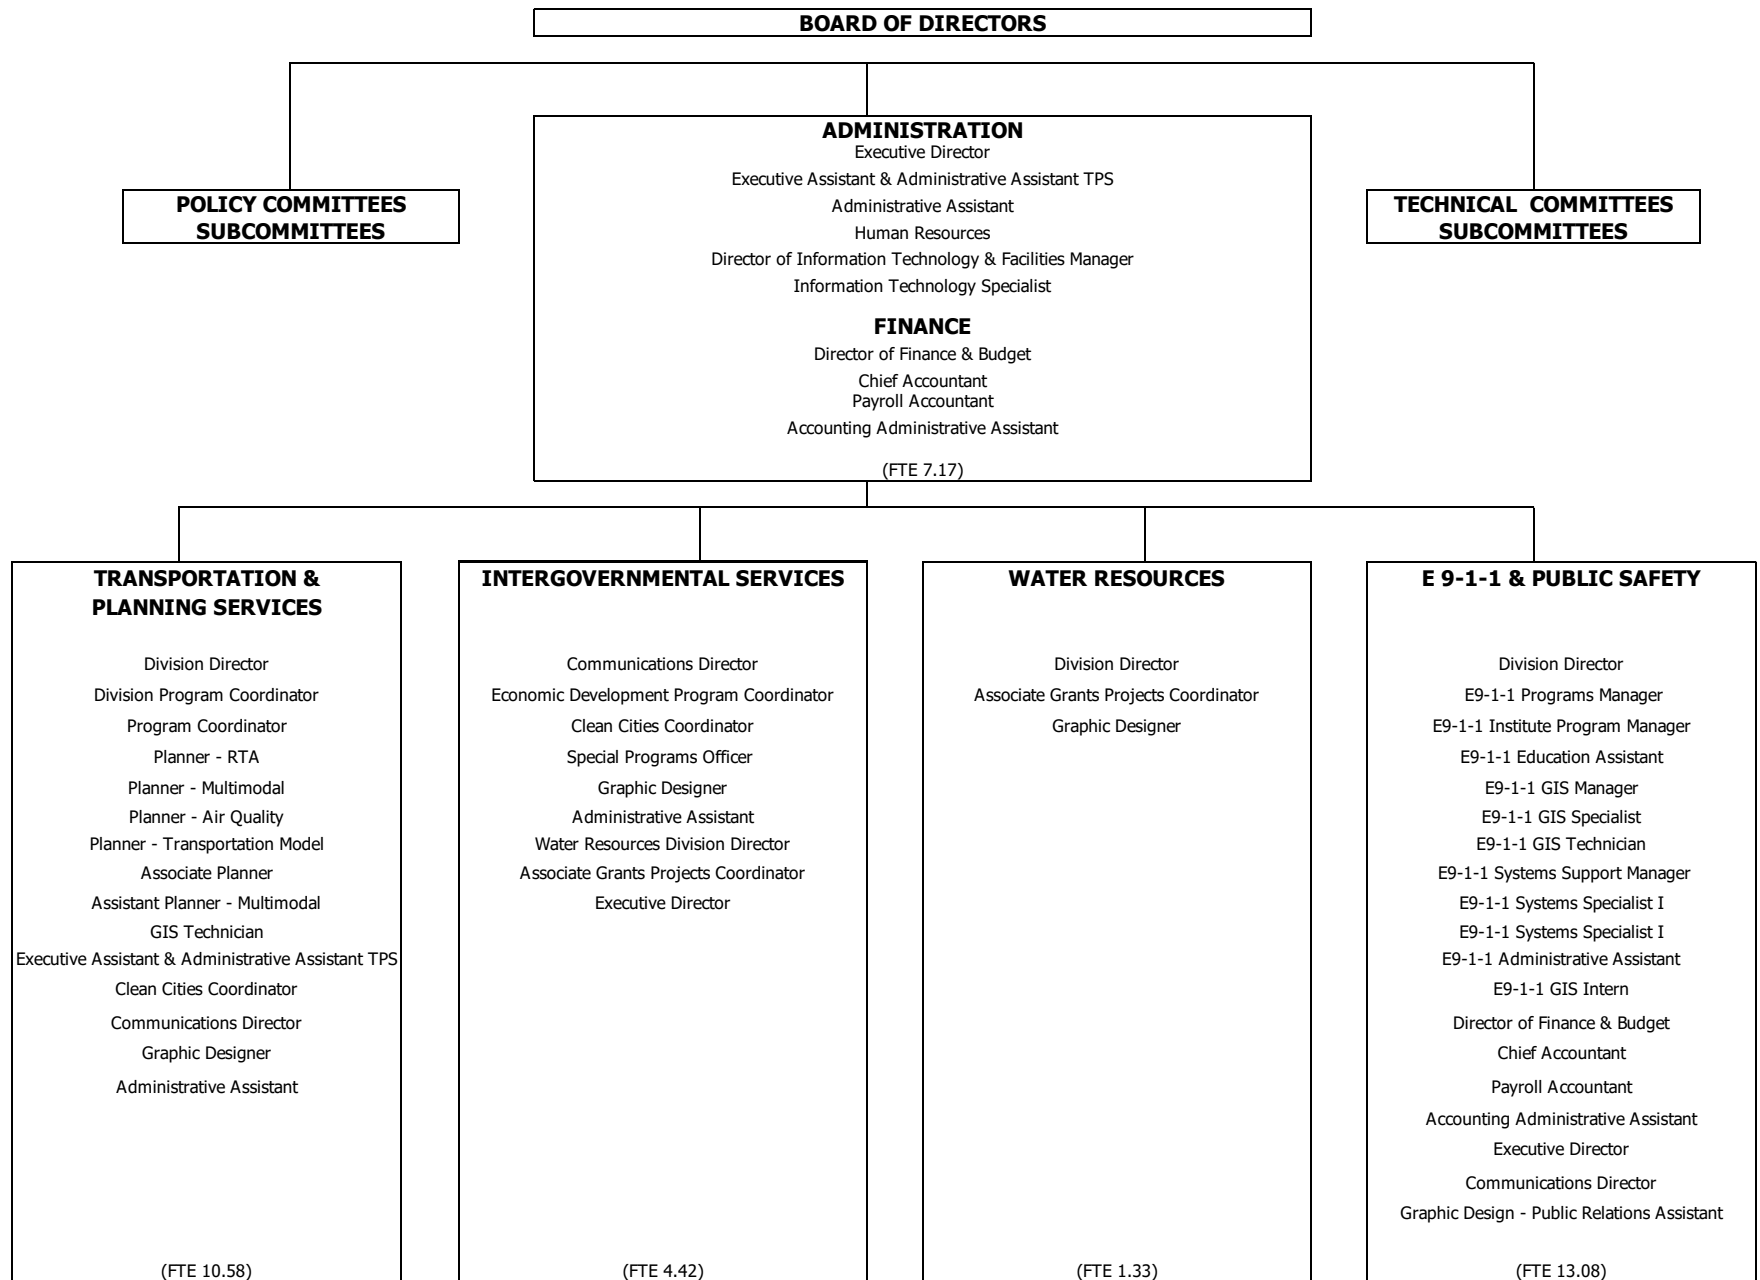 BOARD OF DIRECTORS
ADMINISTRATION
Executive Director
Executive Assistant & Administrative Assistant TPS
Administrative Assistant
Human Resources
Director of Information Technology & Facilities Manager
Information Technology Specialist
FINANCE
Director of Finance & Budget
Chief Accountant
Payroll Accountant
Accounting Administrative Assistant
(FTE 7.17)
POLICY COMMITTEES
SUBCOMMITTEES
TECHNICAL COMMITTEES
SUBCOMMITTEES
TRANSPORTATION &
PLANNING SERVICES
Division Director
Division Program Coordinator
Program Coordinator
Planner - RTA
Planner - Multimodal
Planner - Air Quality
Planner - Transportation Model
Associate Planner
Assistant Planner - Multimodal
GIS Technician
Executive Assistant & Administrative Assistant TPS
Clean Cities Coordinator
Communications Director
Graphic Designer
Administrative Assistant
(FTE 10.58)
INTERGOVERNMENTAL SERVICES
Communications Director
Economic Development Program Coordinator
Clean Cities Coordinator
Special Programs Officer
Graphic Designer
Administrative Assistant
Water Resources Division Director
Associate Grants Projects Coordinator
Executive Director
(FTE 4.42)
WATER RESOURCES
Division Director
Associate Grants Projects Coordinator
Graphic Designer
(FTE 1.33)
E 9-1-1 & PUBLIC SAFETY
Division Director
E9-1-1 Programs Manager
E9-1-1 Institute Program Manager
E9-1-1 Education Assistant
E9-1-1 GIS Manager
E9-1-1 GIS Specialist
E9-1-1 GIS Technician
E9-1-1 Systems Support Manager
E9-1-1 Systems Specialist I
E9-1-1 Systems Specialist I
E9-1-1 Administrative Assistant
E9-1-1 GIS Intern
Director of Finance & Budget
Chief Accountant
Payroll Accountant
Accounting Administrative Assistant
Executive Director
Communications Director
Graphic Design - Public Relations Assistant
(FTE 13.08)